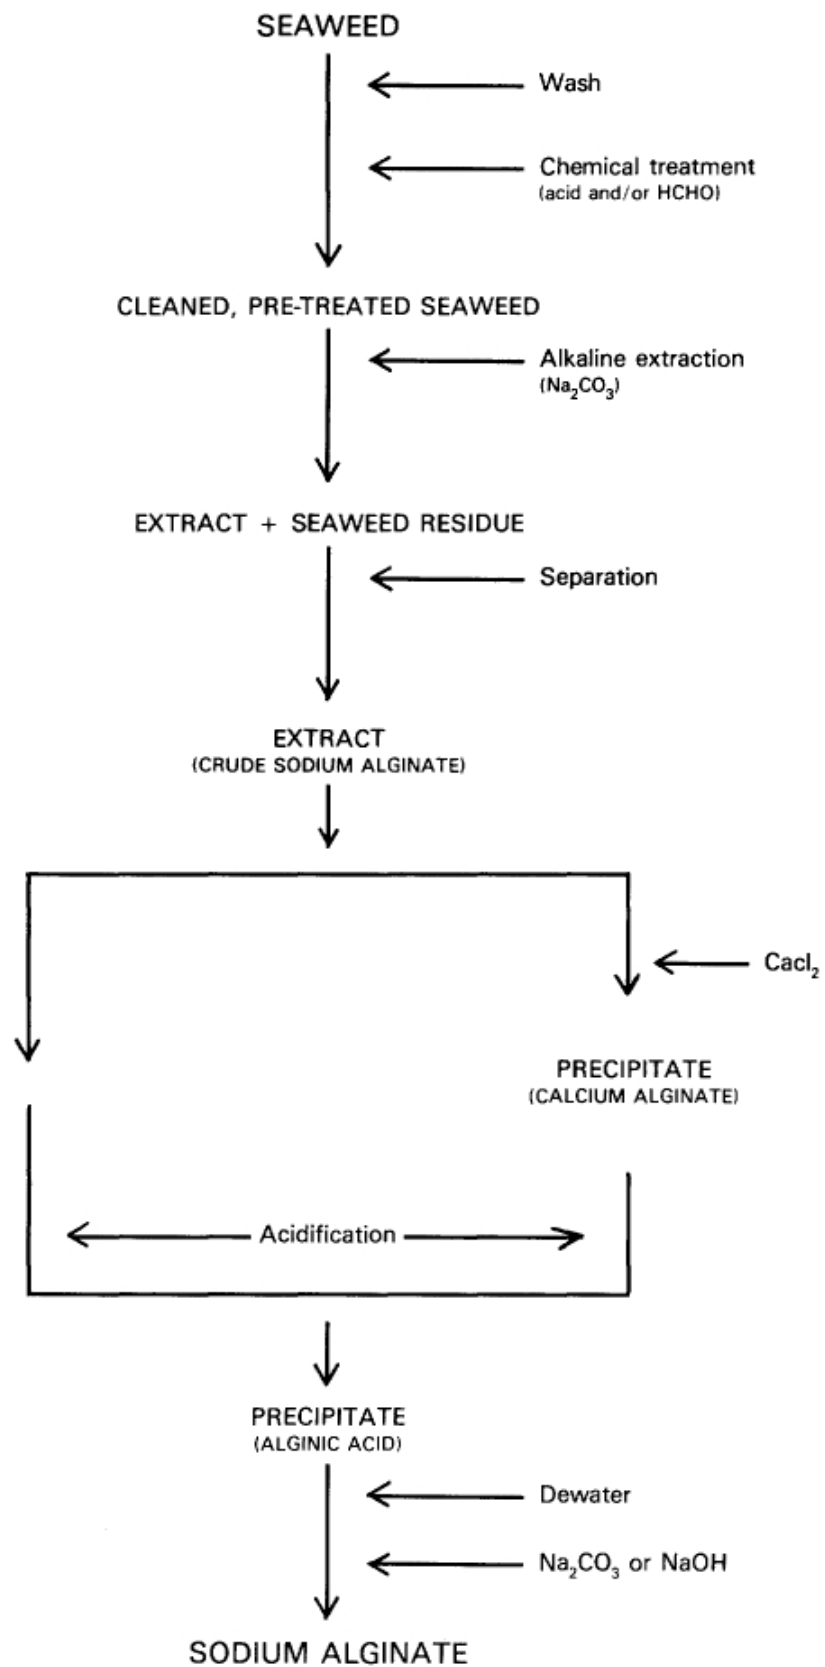 SEAWEED
Wash
Chemical treatment
(acid and/or HCHO)
CLEANED, PRE-TREATED SEAWEED
Alkaline extraction
(Na₂CO₃)
EXTRACT + SEAWEED RESIDUE
Separation
EXTRACT
(CRUDE SODIUM ALGINATE)
Cacl₂
PRECIPITATE
(CALCIUM ALGINATE)
Acidification
PRECIPITATE
(ALGINIC ACID)
Dewater
Na₂CO₃ or NaOH
SODIUM ALGINATE